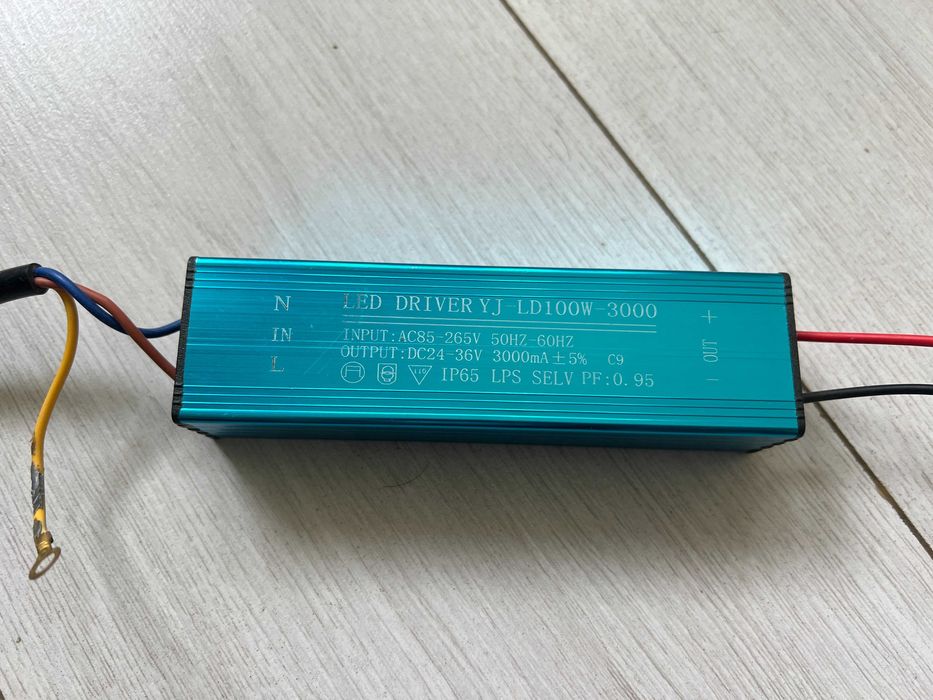 N
IN
L
LED DRIVER YJ-LD100W-3000
INPUT:AC85-265V 50HZ-60HZ
OUTPUT:DC24-36V 3000mA±5% C9
IP65 LPS SELV PF:0.95
+
OUT
-